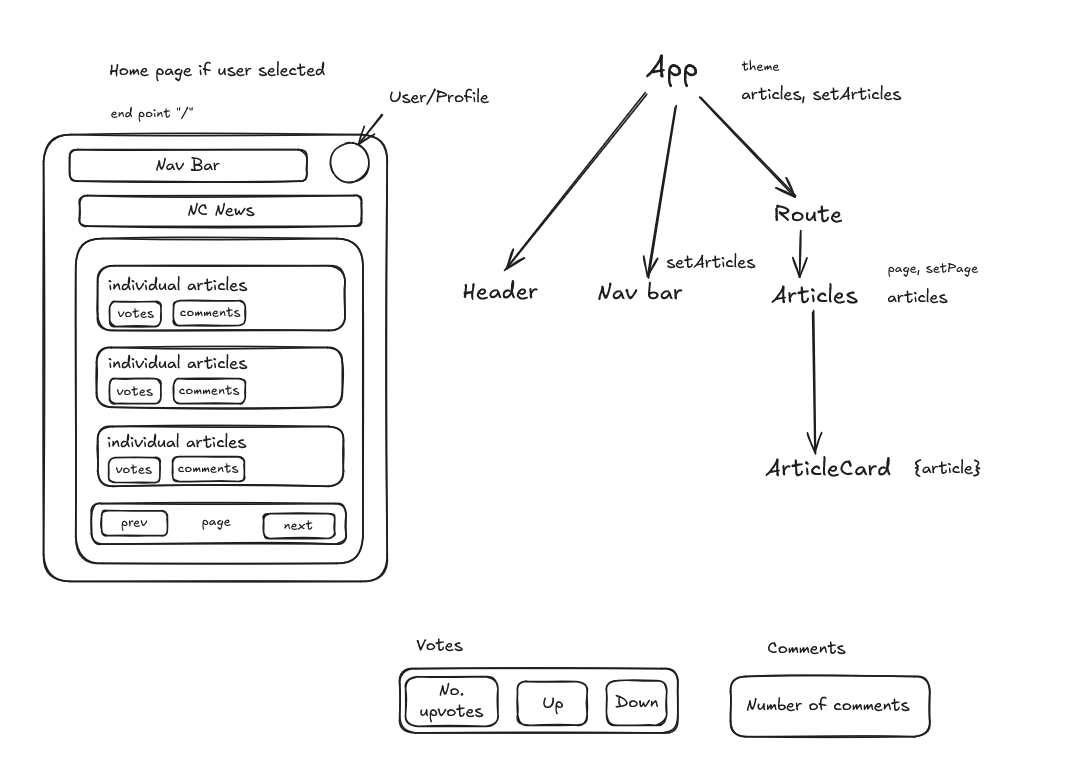 Home page if user selected
end point "/"
User/Profile
Nav Bar
NC News
individual articles
votes
comments
individual articles
votes
comments
individual articles
votes
comments
prev
page
next
App
theme
articles, setArticles
Route
Header
Nav bar
setArticles
Articles
page, setPage
articles
ArticleCard
{article}
Votes
No.
upvotes
Up
Down
Comments
Number of comments